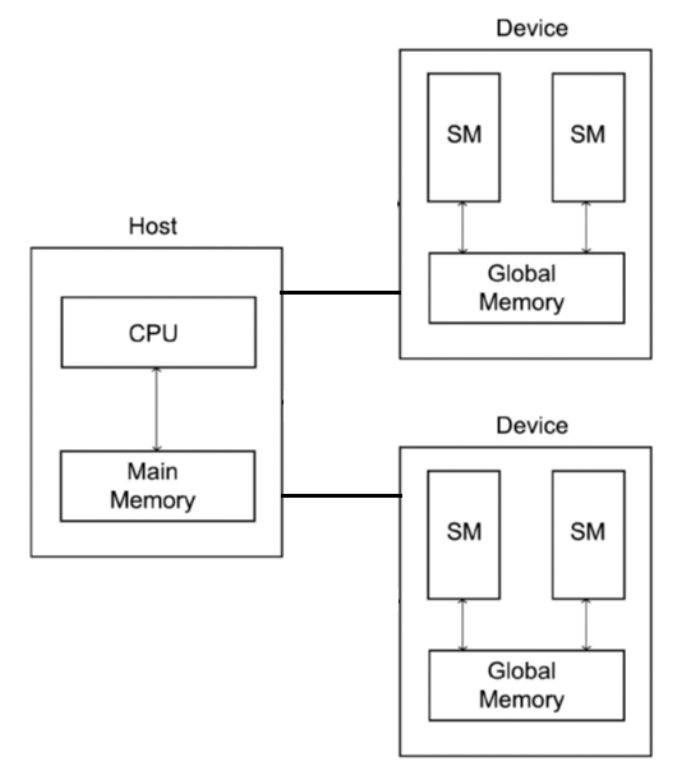 Device
SM SM
Global
Memory
Host
CPU
Main
Memory
Device
SM SM
Global
Memory